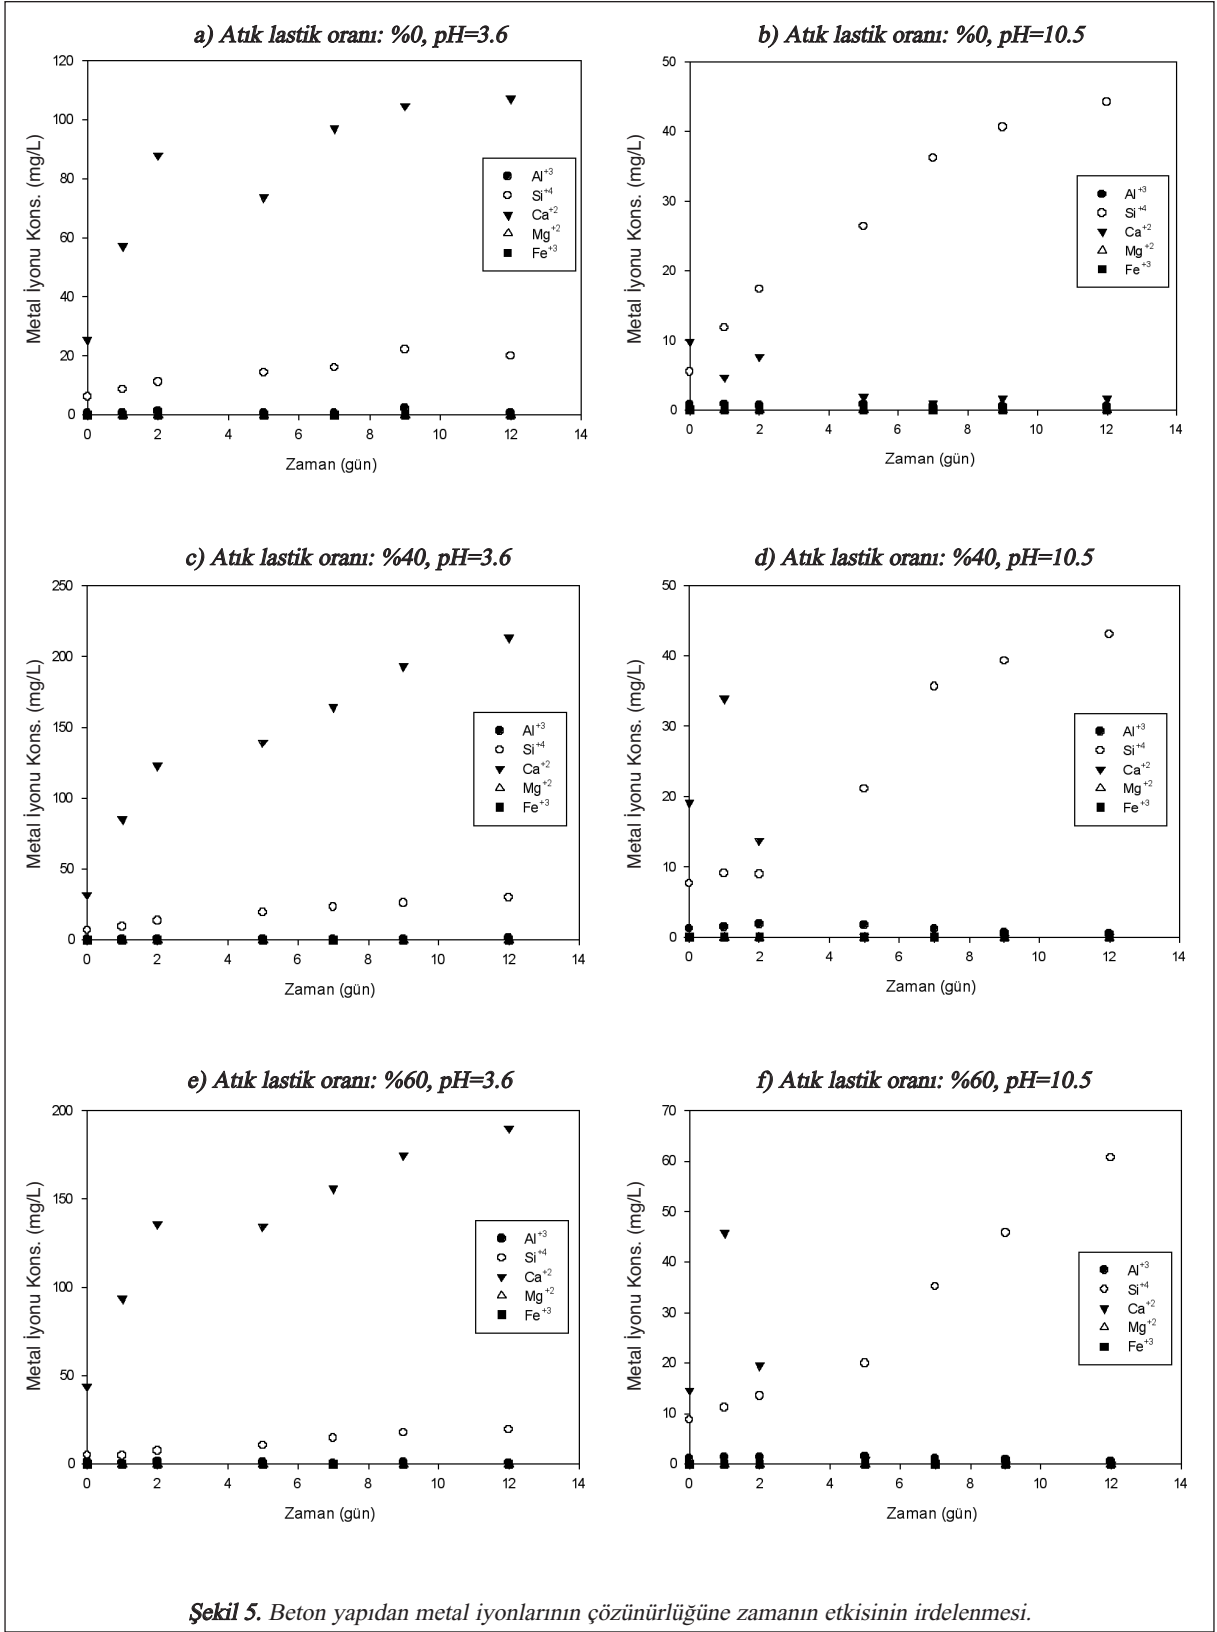 a) Atık lastik oranı: %0, pH=3.6
Metal İyonu Kons. (mg/L)
120
100
80
60
40
20
0
Al+3
Si+4
Ca+2
Mg+2
Fe+3
0 2 4 6 8 10 12 14
Zaman (gün)
b) Atık lastik oranı: %0, pH=10.5
Metal İyonu Kons. (mg/L)
50
40
30
20
10
0
Al+3
Si+4
Ca+2
Mg+2
Fe+3
0 2 4 6 8 10 12 14
Zaman (gün)
c) Atık lastik oranı: %40, pH=3.6
Metal İyonu Kons. (mg/L)
250
200
150
100
50
0
Al+3
Si+4
Ca+2
Mg+2
Fe+3
0 2 4 6 8 10 12 14
Zaman (gün)
d) Atık lastik oranı: %40, pH=10.5
Metal İyonu Kons. (mg/L)
50
40
30
20
10
0
Al+3
Si+4
Ca+2
Mg+2
Fe+3
0 2 4 6 8 10 12 14
Zaman (gün)
e) Atık lastik oranı: %60, pH=3.6
Metal İyonu Kons. (mg/L)
200
150
100
50
0
Al+3
Si+4
Ca+2
Mg+2
Fe+3
0 2 4 6 8 10 12 14
Zaman (gün)
f) Atık lastik oranı: %60, pH=10.5
Metal İyonu Kons. (mg/L)
70
60
50
40
30
20
10
0
Al+3
Si+4
Ca+2
Mg+2
Fe+3
0 2 4 6 8 10 12 14
Zaman (gün)
Şekil 5. Beton yapıdan metal iyonlarının çözünürlüğüne zamanın etkisinin irdelenmesi.